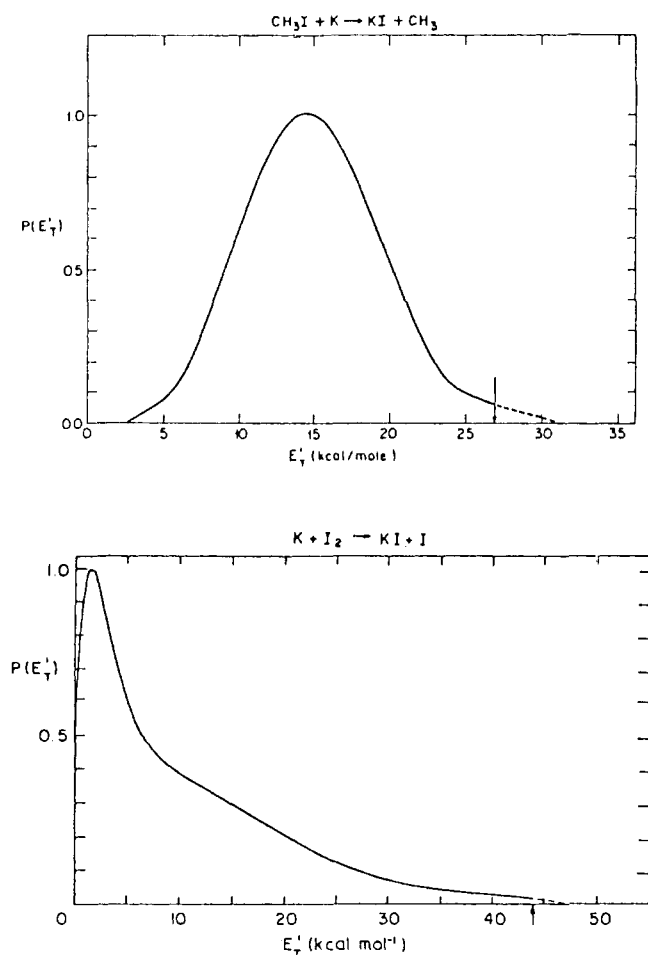 CH₃I + K → KI + CH₃
1.0
P(E'T)
0.5
0.0
0 5 10 15 20 25 30 35
E'T (kcal/mole)
K + I₂ → KI + I
1.0
P(E'T)
0.5
0 10 20 30 40 50
E'T (kcal mol⁻¹)